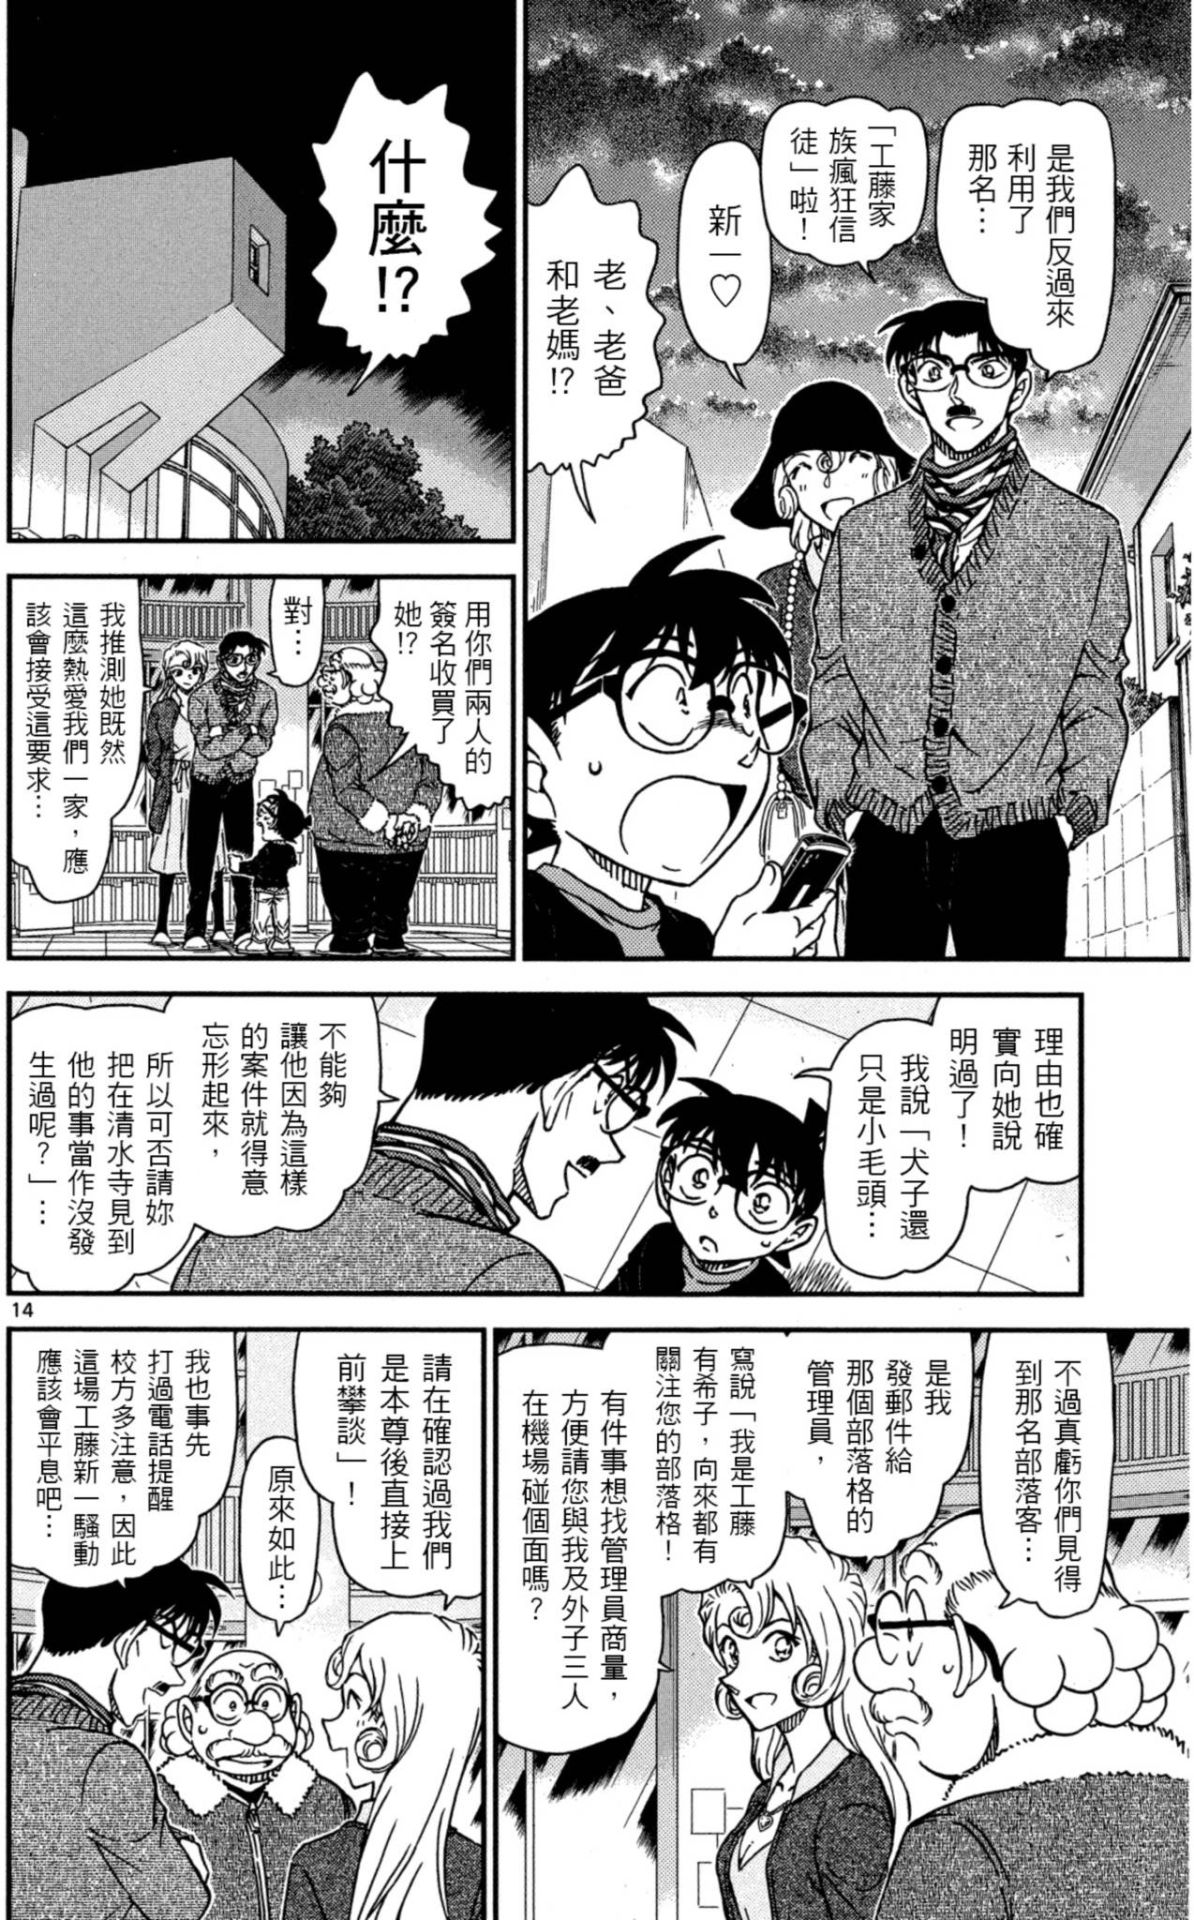 是我們反過來
利用了
那名…
「工藤家
族瘋狂信
徒」啦！
新一♡
老、老爸
和老媽!?
什麼!?
用你們兩人的
簽名收買了
她!?
對…
我推測她既然
這麼熱愛我們一家，應
該會接受這要求…
理由也確
實向她說
明過了！
我說「犬子還
只是小毛頭…
不能夠
讓他因為這樣
的案件就得意
忘形起來，
所以可否請妳
把在清水寺見到
他的事當作沒發
生過呢？」…
14
不過真虧你們見得
到那名部落客…
是我
發郵件給
那個部落格的
管理員，
寫說「我是工藤
有希子，向來都有
關注您的部落格！
有件事想找管理員商量，
方便請您與我及外子三人
在機場碰個面嗎？
請在確認過我們
是本尊後直接上
前攀談」！
原來如此…
我也事先
打過電話提醒
校方多注意，因此
這場工藤新一騷動
應該會平息吧…